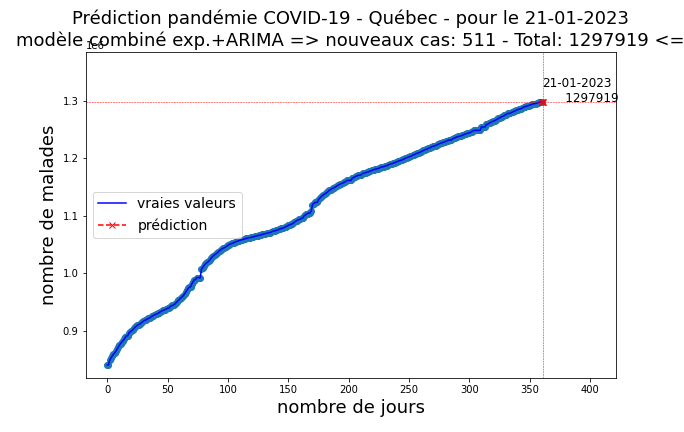 Prédiction pandémie COVID-19 - Québec - pour le 21-01-2023
modèle combiné exp.+ARIMA => nouveaux cas: 511 - Total: 1297919 <=
1e6
21-01-2023
1297919
1.3
1.2
1.1
1.0
0.9
nombre de malades
vraies valeurs
prédiction
0 50 100 150 200 250 300 350 400
nombre de jours